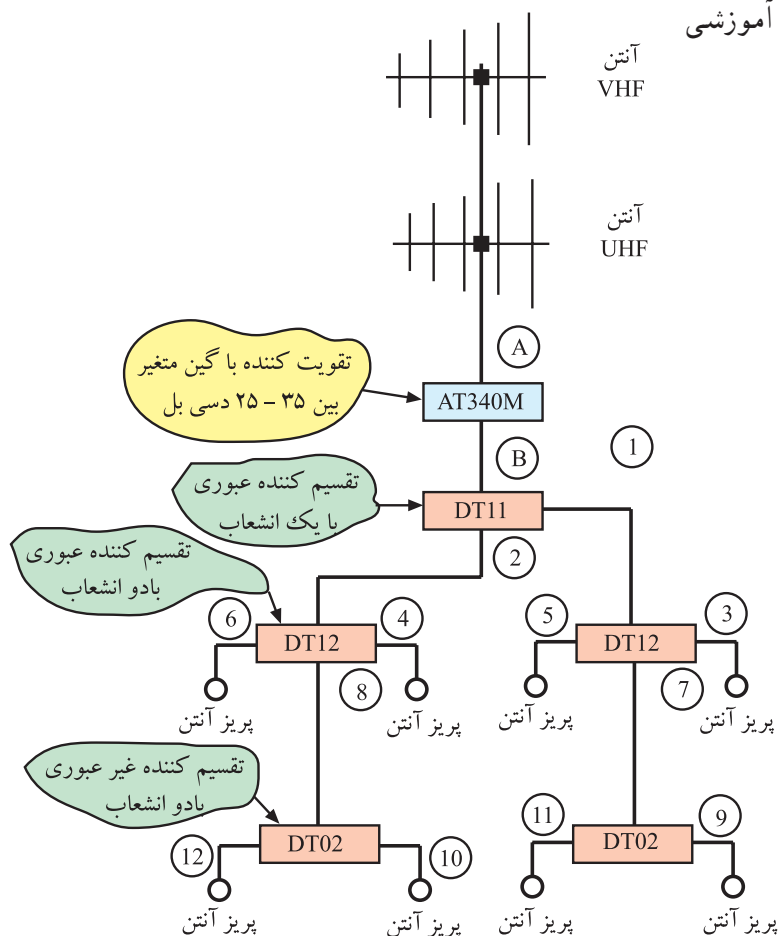 آموزشی
آنتن
VHF
آنتن
UHF
A
تقویت کننده با گین متغیر
بین ۳۵ – ۲۵ دسی بل
AT340M
B
1
تقسیم کننده عبوری
با یک انشعاب
DT11
2
تقسیم کننده عبوری
بادو انشعاب
6
4
5
3
DT12
DT12
8
7
پریز آنتن
پریز آنتن
پریز آنتن
پریز آنتن
تقسیم کننده غیر عبوری
بادو انشعاب
11
9
DT02
DT02
12
10
پریز آنتن
پریز آنتن
پریز آنتن
پریز آنتن